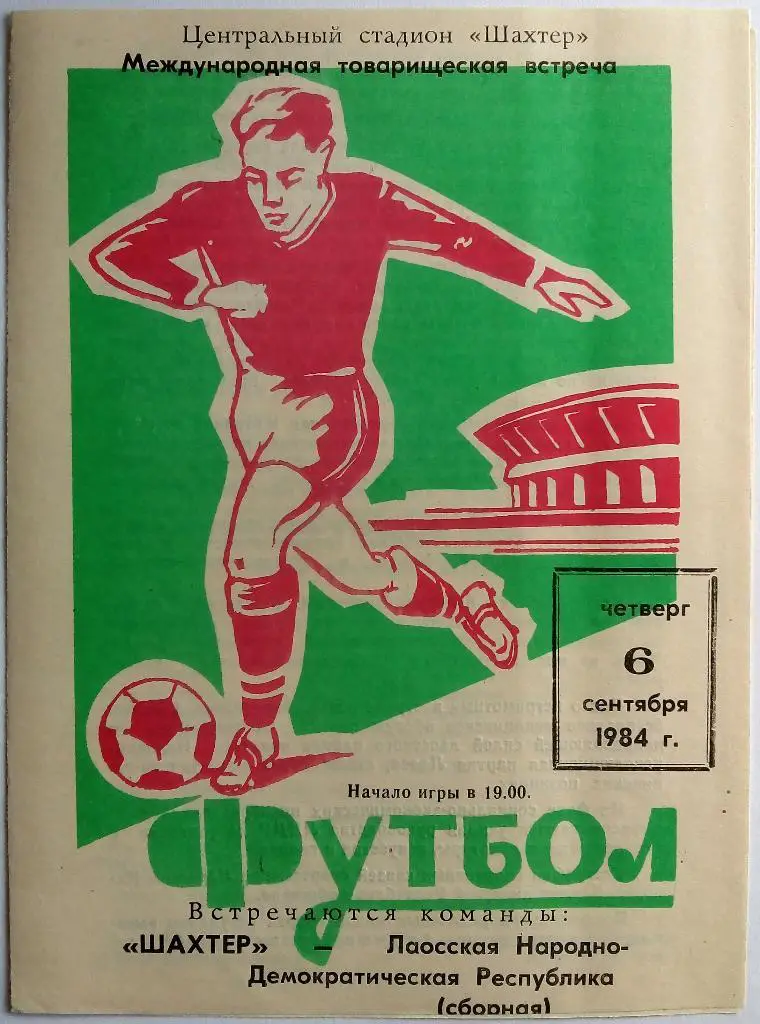 Центральный стадион «Шахтер»
Международная товарищеская встреча
четверг
6
сентября
1984 г.
Начало игры в 19.00.
ФУТБОЛ
Встречаются команды:
«ШАХТЕР» — Лаосская Народно-
Демократическая Республика
(сборная)